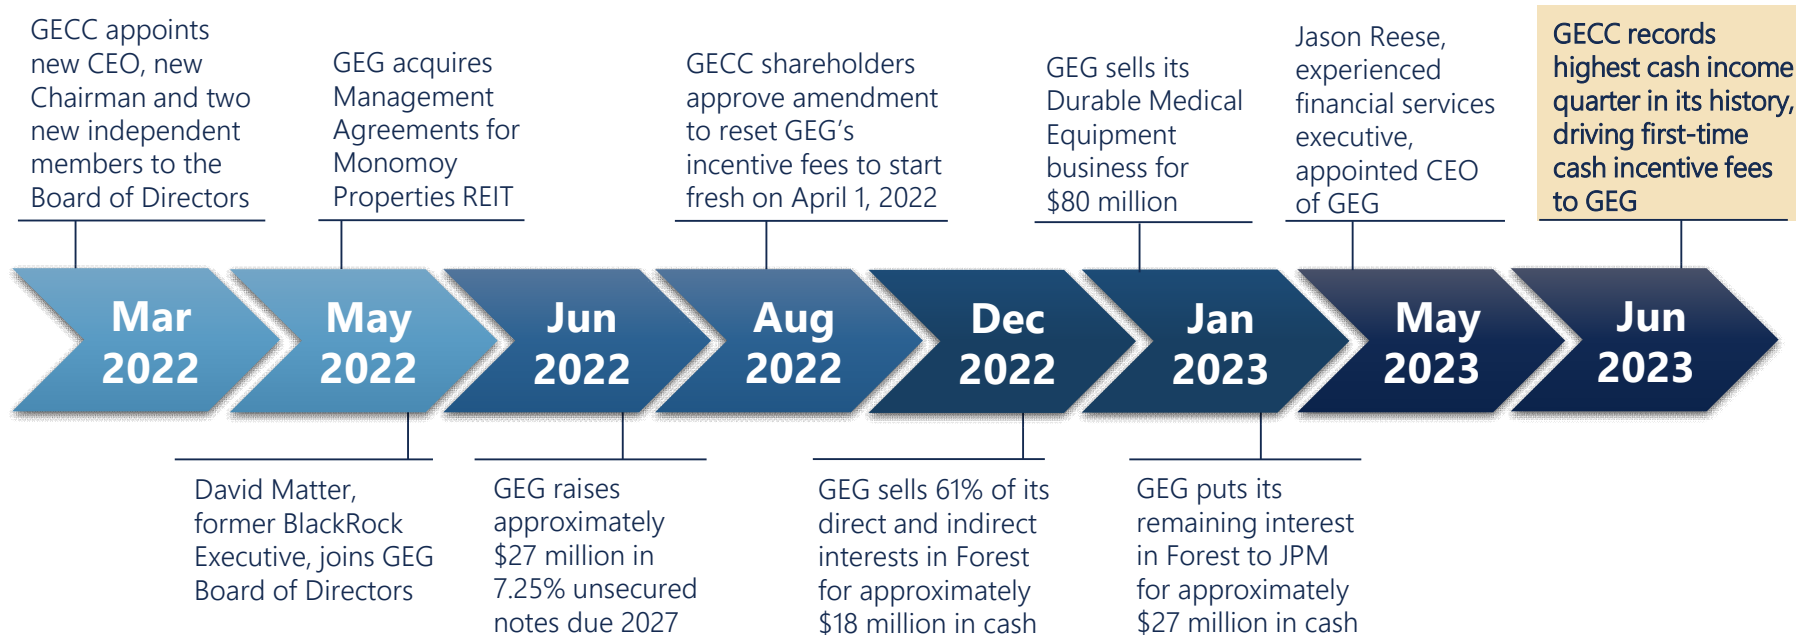 GECC appoints
new CEO, new
Chairman and two
new independent
members to the
Board of Directors
GEG acquires
Management
Agreements for
Monomoy
Properties REIT
GECC shareholders
approve amendment
to reset GEG’s
incentive fees to start
fresh on April 1, 2022
GEG sells its
Durable Medical
Equipment
business for
$80 million
Jason Reese,
experienced
financial services
executive,
appointed CEO
of GEG
GECC records
highest cash income
quarter in its history,
driving first-time
cash incentive fees
to GEG
Mar
2022
May
2022
Jun
2022
Aug
2022
Dec
2022
Jan
2023
May
2023
Jun
2023
David Matter,
former BlackRock
Executive, joins GEG
Board of Directors
GEG raises
approximately
$27 million in
7.25% unsecured
notes due 2027
GEG sells 61% of its
direct and indirect
interests in Forest
for approximately
$18 million in cash
GEG puts its
remaining interest
in Forest to JPM
for approximately
$27 million in cash